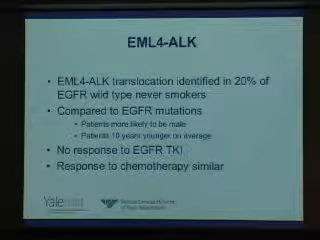 EML4-ALK
• EML4-ALK translocation identified in 20% of
EGFR wild type never smokers
• Compared to EGFR mutations
• Patients more likely to be male
• Patients 10 years younger on average
• No response to EGFR TKI
• Response to chemotherapy similar
Yale